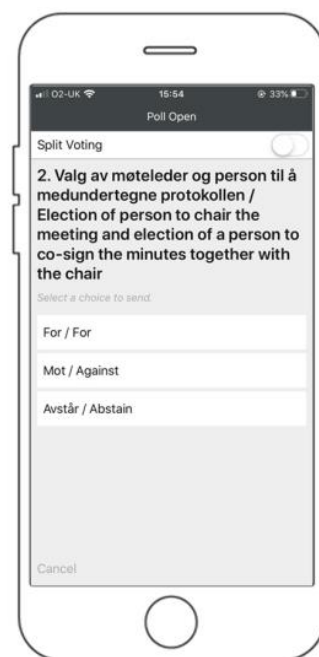 O2-UK 15:54 33%
Poll Open
Split Voting
2. Valg av møteleder og person til å
medundertegne protokollen /
Election of person to chair the
meeting and election of a person to
co-sign the minutes together with
the chair
Select a choice to send.
For / For
Mot / Against
Avstår / Abstain
Cancel